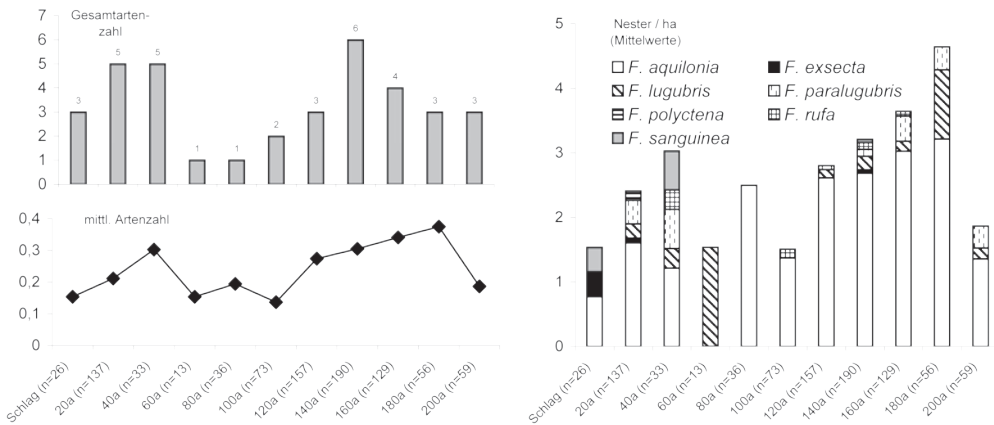 Gesamtarten-
zahl
7
6
5
4
3
2
1
0
3
5
5
1
1
2
3
6
4
3
3
mittl. Artenzahl
0,4
0,3
0,2
0,1
0
Schlag (n=26)
20a (n=137)
40a (n=33)
60a (n=13)
80a (n=36)
100a (n=73)
120a (n=157)
140a (n=190)
160a (n=129)
180a (n=56)
200a (n=59)
Nester / ha
(Mittelwerte)
5
4
3
2
1
0
F. aquilonia
F. exsecta
F. lugubris
F. paralugubris
F. polyctena
F. rufa
F. sanguinea
Schlag (n=26)
20a (n=137)
40a (n=33)
60a (n=13)
80a (n=36)
100a (n=73)
120a (n=157)
140a (n=190)
160a (n=129)
180a (n=56)
200a (n=59)